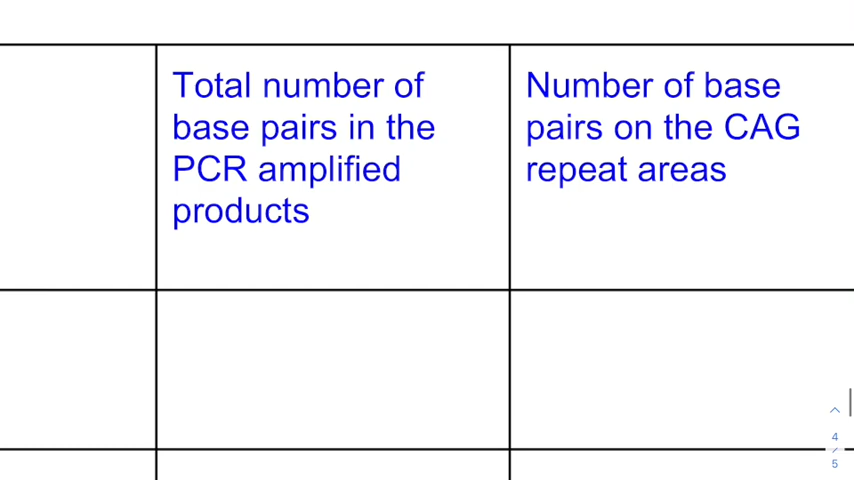 Total number of
base pairs in the
PCR amplified
products
Number of base
pairs on the CAG
repeat areas
4
5